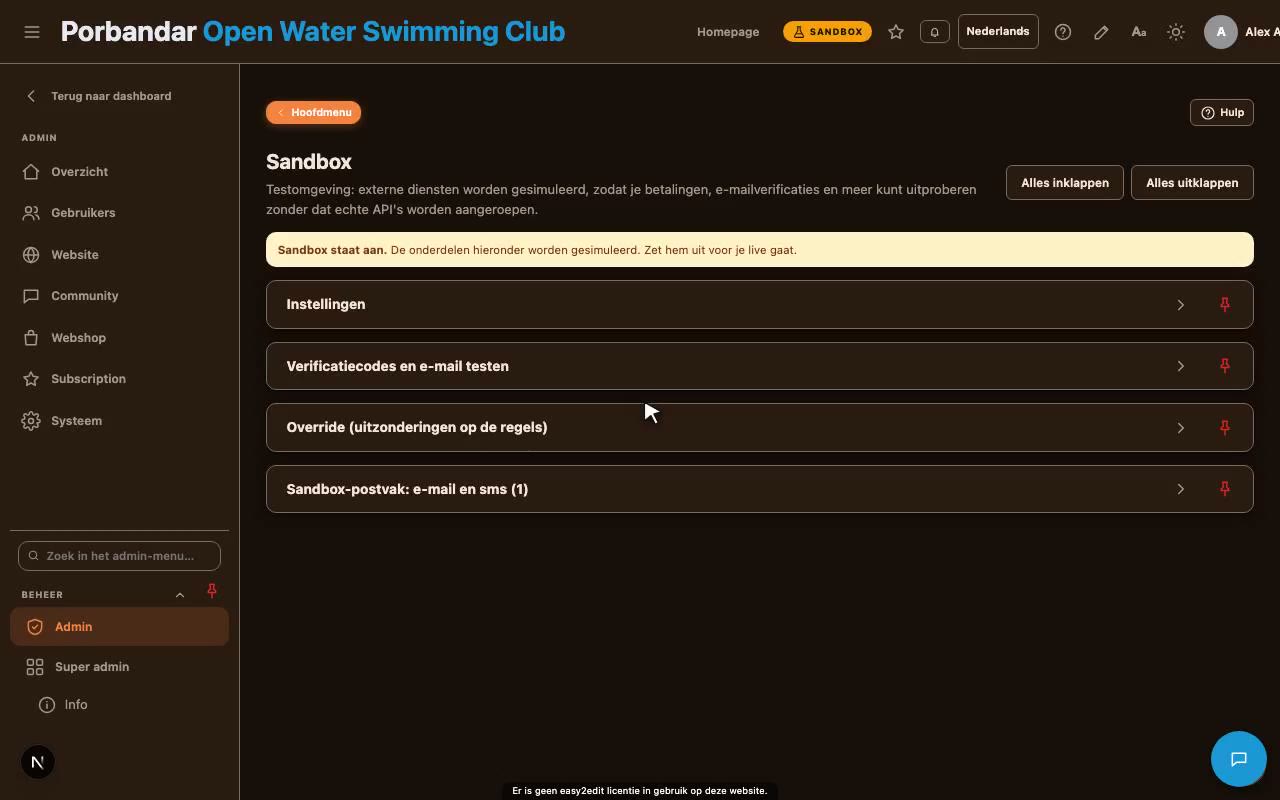 Porbandar Open Water Swimming Club
Homepage
SANDBOX
Nederlands
Aa
A
Alex A
Terug naar dashboard
ADMIN
Overzicht
Gebruikers
Website
Community
Webshop
Subscription
Systeem
Zoek in het admin-menu...
BEHEER
Admin
Super admin
Info
N
Hoofdmenu
Hulp
Sandbox
Testomgeving: externe diensten worden gesimuleerd, zodat je betalingen, e-mailverificaties en meer kunt uitproberen
zonder dat echte API's worden aangeroepen.
Alles inklappen
Alles uitklappen
Sandbox staat aan. De onderdelen hieronder worden gesimuleerd. Zet hem uit voor je live gaat.
Instellingen
Verificatiecodes en e-mail testen
Override (uitzonderingen op de regels)
Sandbox-postvak: e-mail en sms (1)
Er is geen easy2edit licentie in gebruik op deze website.